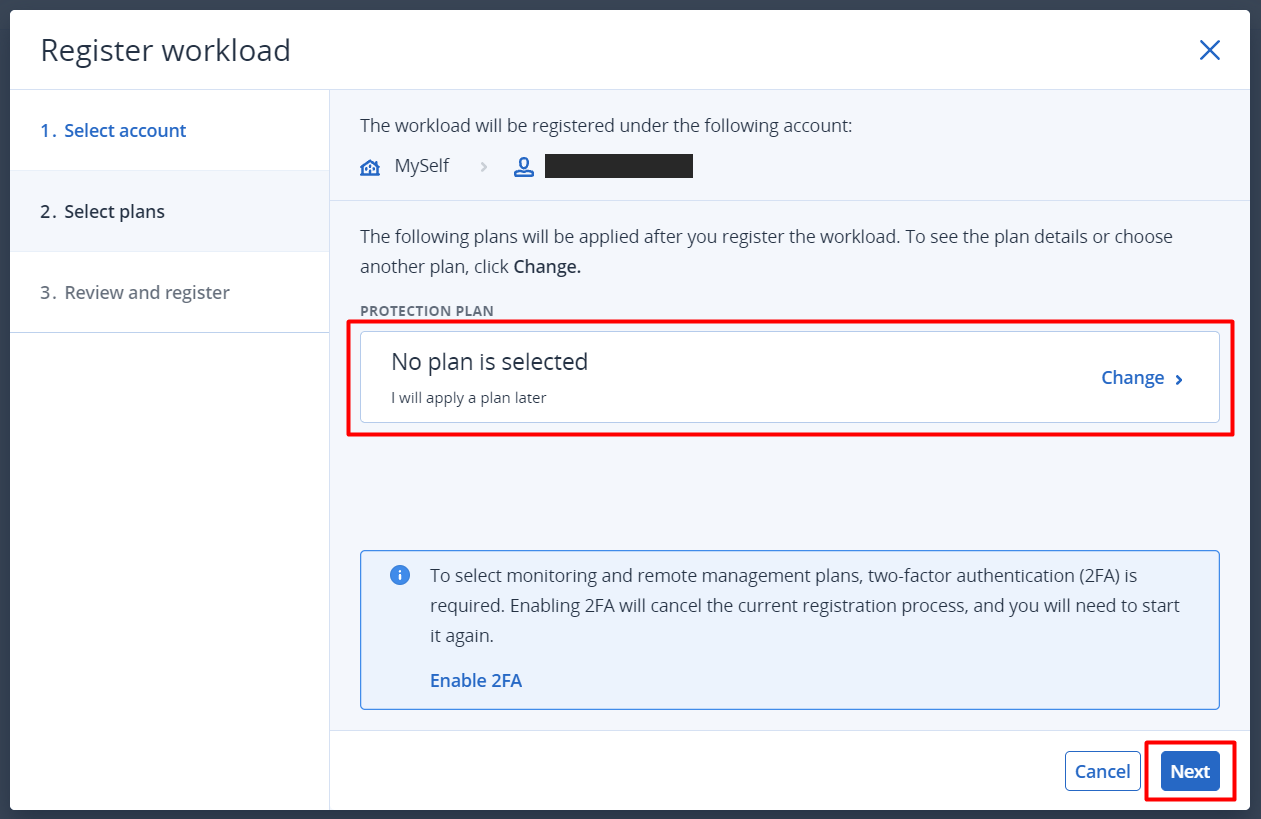 Register workload
1. Select account
2. Select plans
3. Review and register
The workload will be registered under the following account:
MySelf
The following plans will be applied after you register the workload. To see the plan details or choose
another plan, click Change.
PROTECTION PLAN
No plan is selected
I will apply a plan later
Change
To select monitoring and remote management plans, two-factor authentication (2FA) is
required. Enabling 2FA will cancel the current registration process, and you will need to start
it again.
Enable 2FA
Cancel
Next